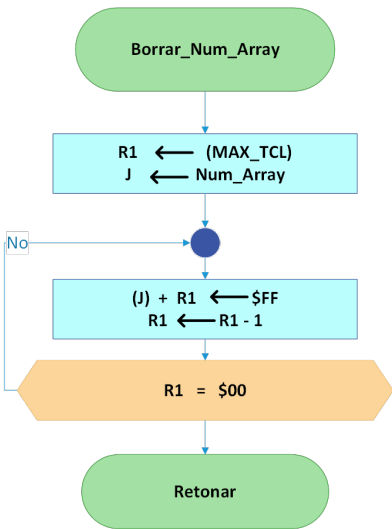 Borrar_Num_Array
R1 ← (MAX_TCL)
J ← Num_Array
No
(J) + R1 ← $FF
R1 ← R1 - 1
R1 = $00
Retonar